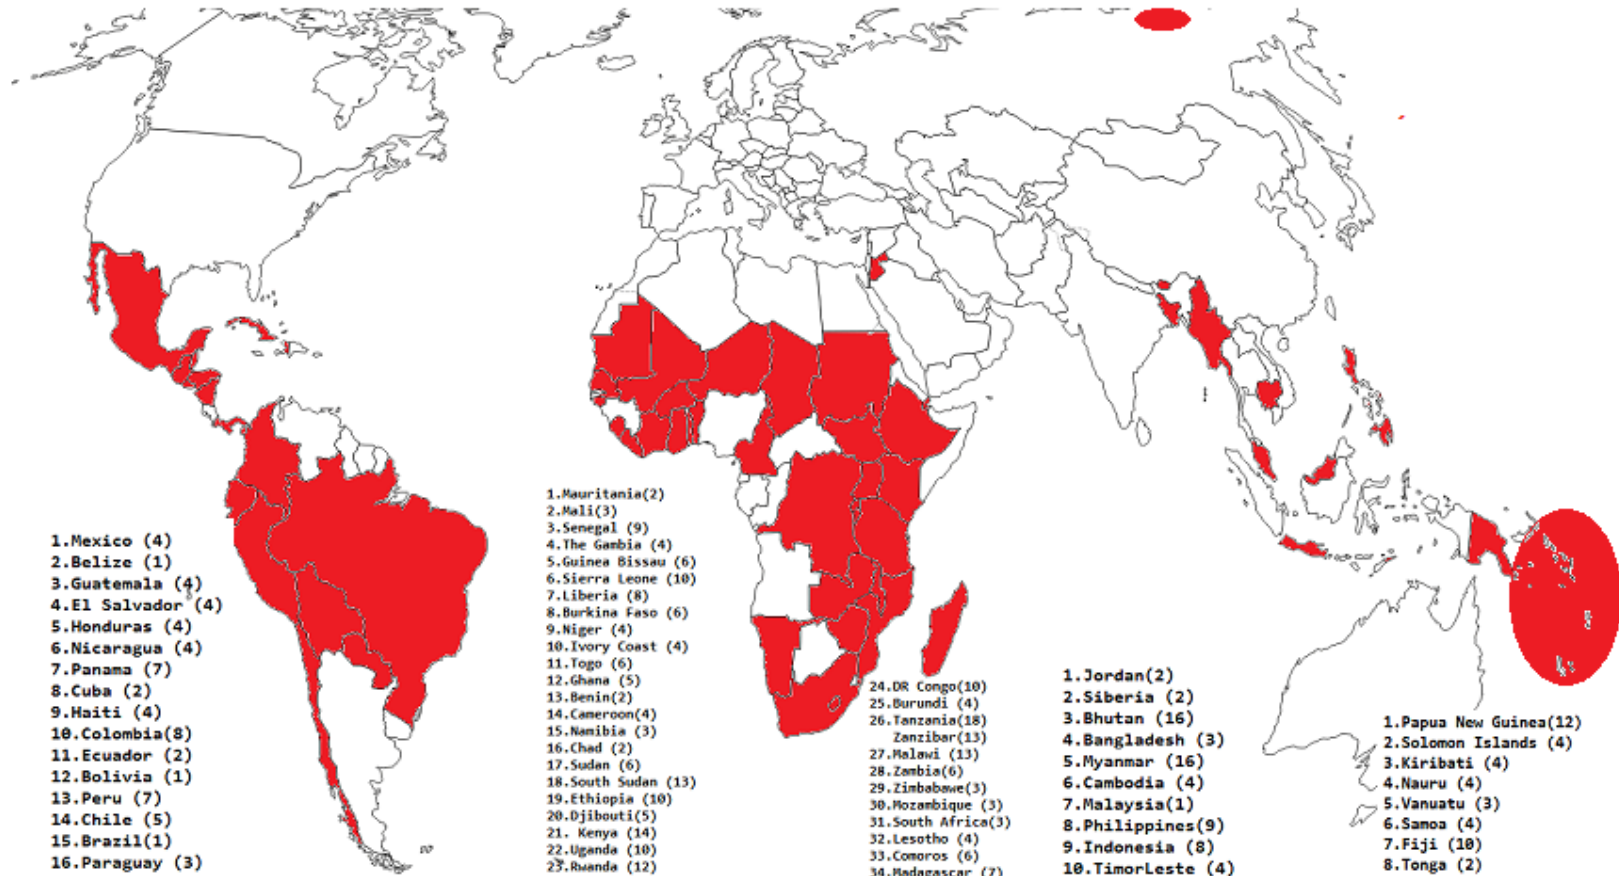 1.Mexico (4)
2.Belize (1)
3.Guatemala (4)
4.El Salvador (4)
5.Honduras (4)
6.Nicaragua (4)
7.Panama (7)
8.Cuba (2)
9.Haiti (4)
10.Colombia(8)
11.Ecuador (2)
12.Bolivia (1)
13.Peru (7)
14.Chile (5)
15.Brazil(1)
16.Paraguay (3)
1.Mauritania(2)
2.Mali(3)
3.Senegal (9)
4.The Gambia (4)
5.Guinea Bissau (6)
6.Sierra Leone (10)
7.Liberia (8)
8.Burkina Faso (6)
9.Niger (4)
10.Ivory Coast (4)
11.Togo (6)
12.Ghana (5)
13.Benin(2)
14.Cameroon(4)
15.Namibia (3)
16.Chad (2)
17.Sudan (6)
18.South Sudan (13)
19.Ethiopia (10)
20.Djibouti(5)
21. Kenya (14)
22.Uganda (10)
23.Rwanda (12)
24.DR Congo(10)
25.Burundi (4)
26.Tanzania(18)
Zanzibar(13)
27.Malawi (13)
28.Zambia(6)
29.Zimbabwe(3)
30.Mozambique (3)
31.South Africa(3)
32.Lesotho (4)
33.Comoros (6)
34.Madagascar (7)
1.Jordan(2)
2.Siberia (2)
3.Bhutan (16)
4.Bangladesh (3)
5.Myanmar (16)
6.Cambodia (4)
7.Malaysia(1)
8.Philippines(9)
9.Indonesia (8)
10.TimorLeste (4)
1.Papua New Guinea(12)
2.Solomon Islands (4)
3.Kiribati (4)
4.Nauru (4)
5.Vanuatu (3)
6.Samoa (4)
7.Fiji (10)
8.Tonga (2)